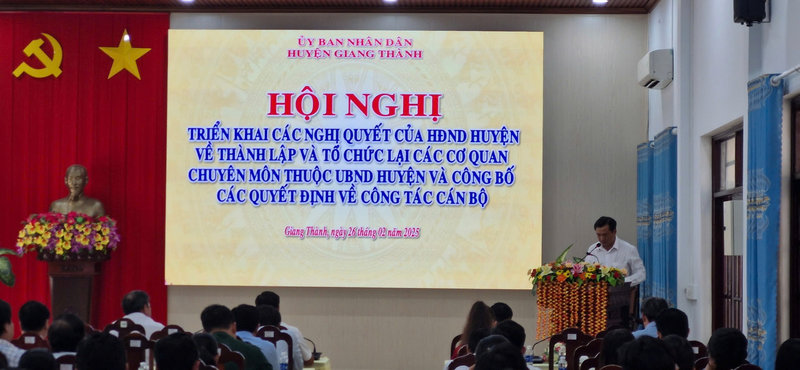 ỦY BAN NHÂN DÂN
HUYỆN GIANG THÀNH
HỘI NGHỊ
TRIỂN KHAI CÁC NGHỊ QUYẾT CỦA HĐND HUYỆN
VỀ THÀNH LẬP VÀ TỔ CHỨC LẠI CÁC CƠ QUAN
CHUYÊN MÔN THUỘC UBND HUYỆN VÀ CÔNG BỐ
CÁC QUYẾT ĐỊNH VỀ CÔNG TÁC CÁN BỘ
Giang Thành, ngày 26 tháng 02 năm 2025